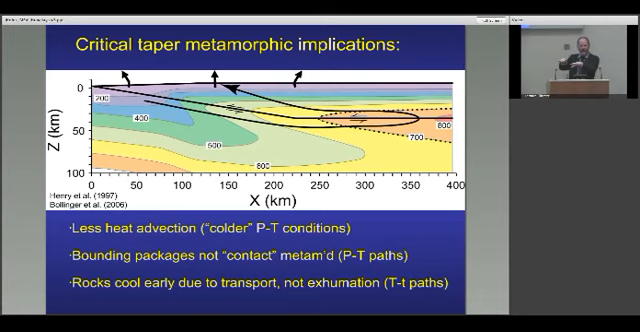 Critical taper metamorphic implications:
Z (km)
0
50
100
200
400
600
800
700
800
0 50 100 150 200 250 300 350 400
X (km)
Henry et al. (1997)
Bollinger et al. (2006)
·Less heat advection ("colder" P-T conditions)
·Bounding packages not "contact" metam'd (P-T paths)
·Rocks cool early due to transport, not exhumation (T-t paths)